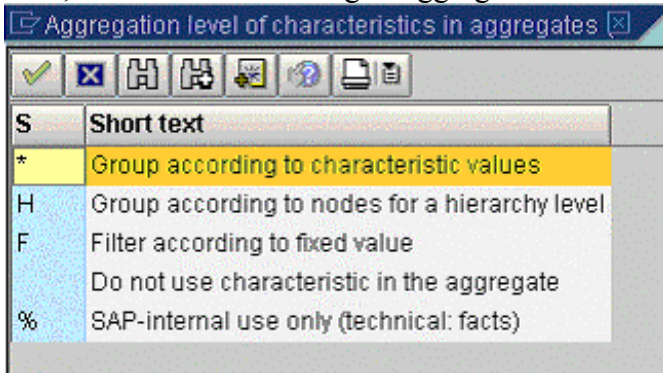 Aggregation level of characteristics in aggregates
S Short text
* Group according to characteristic values
H Group according to nodes for a hierarchy level
F Filter according to fixed value
Do not use characteristic in the aggregate
% SAP-internal use only (technical: facts)